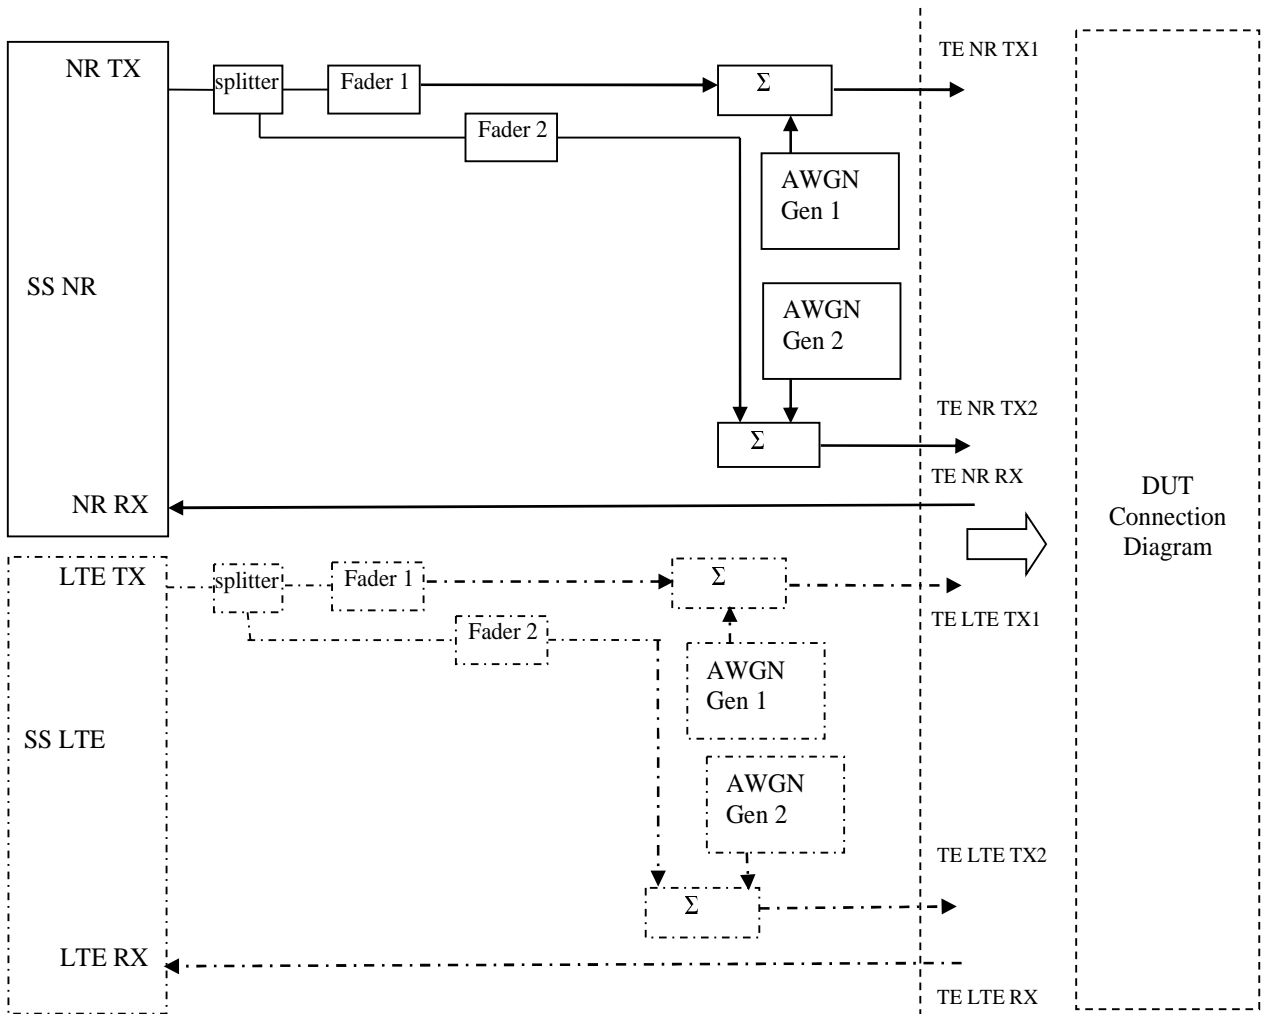 TE NR TX1
NR TX
splitter
Fader 1
Σ
Fader 2
AWGN
Gen 1
SS NR
AWGN
Gen 2
TE NR TX2
Σ
TE NR RX
NR RX
DUT
Connection
Diagram
LTE TX
splitter
Fader 1
Σ
TE LTE TX1
Fader 2
AWGN
Gen 1
SS LTE
AWGN
Gen 2
TE LTE TX2
Σ
LTE RX
TE LTE RX